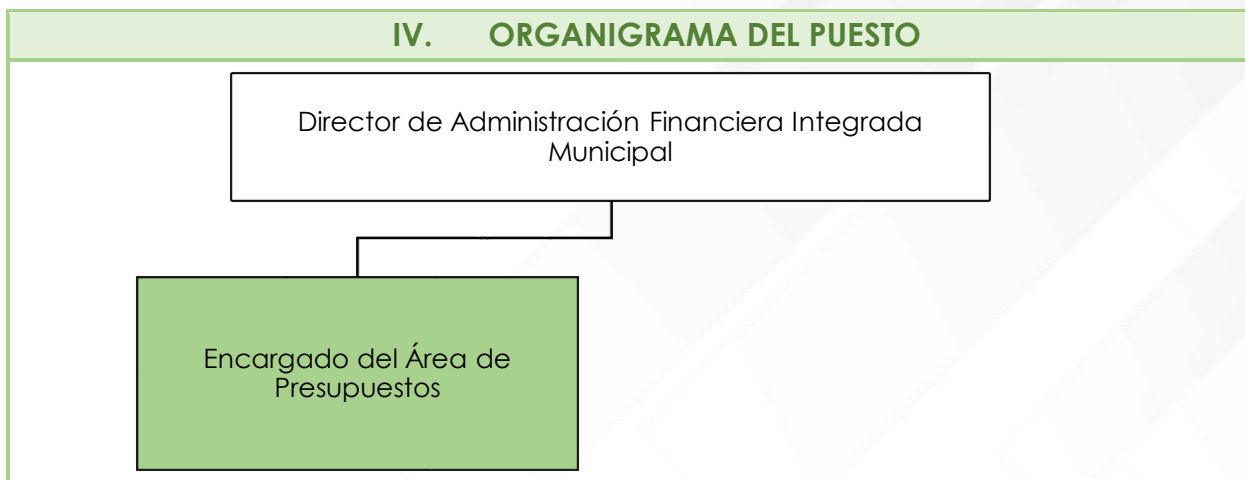 IV. ORGANIGRAMA DEL PUESTO
Director de Administración Financiera Integrada
Municipal
Encargado del Área de
Presupuestos